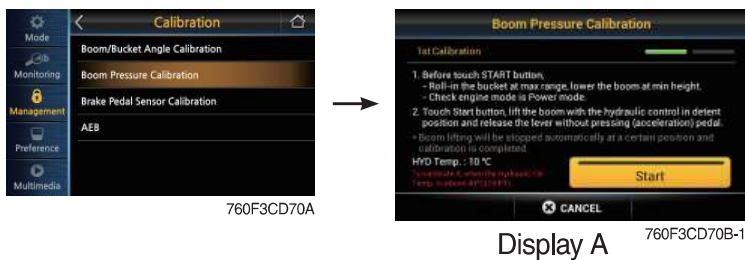 Calibration
Mode
Monitoring
Management
Preference
Multimedia
Boom/Bucket Angle Calibration
Boom Pressure Calibration
Brake Pedal Sensor Calibration
AEB
760F3CD70A
Boom Pressure Calibration
1st Calibration
1. Before touch START button,
- Roll-in the bucket at max range, lower the boom at min height.
- Check engine mode is Power mode.
2. Touch Start button, lift the boom with the hydraulic control in detent
position and release the lever without pressing (acceleration) pedal.
Boom lifting will be stopped automatically at a certain position and
calibration is completed
HYD Temp. : 10 ℃
Start
CANCEL
760F3CD70B-1
Display A